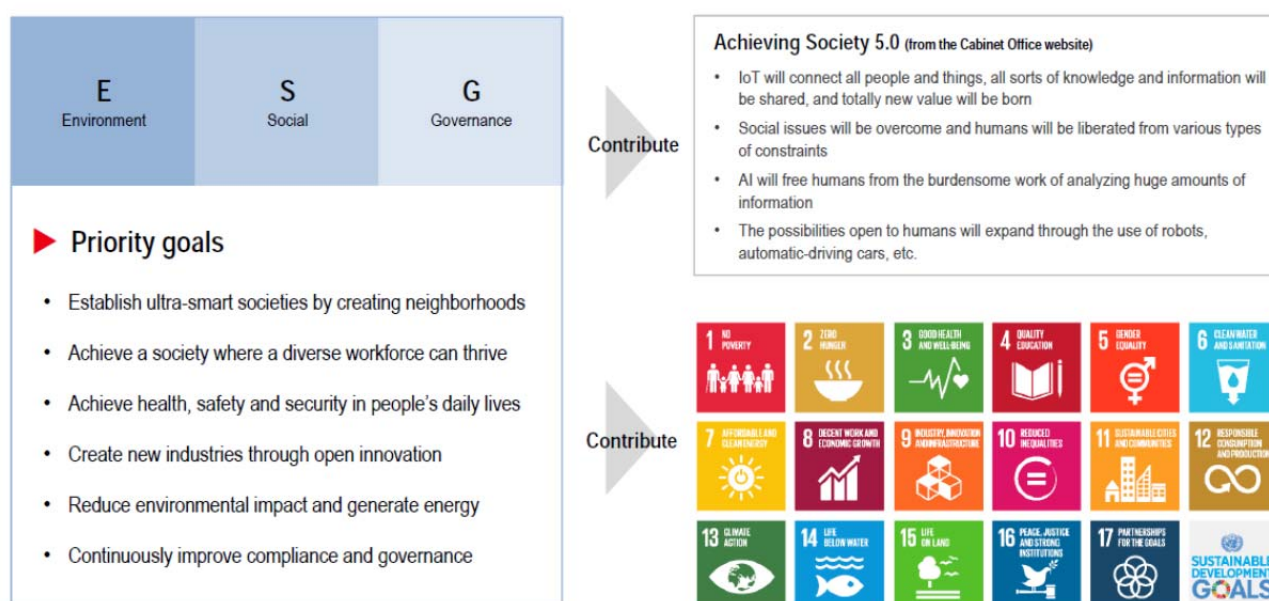 E
Environment
S
Social
G
Governance
Priority goals
• Establish ultra-smart societies by creating neighborhoods
• Achieve a society where a diverse workforce can thrive
• Achieve health, safety and security in people's daily lives
• Create new industries through open innovation
• Reduce environmental impact and generate energy
• Continuously improve compliance and governance
Contribute
Contribute
Achieving Society 5.0 (from the Cabinet Office website)
• IoT will connect all people and things, all sorts of knowledge and information will
be shared, and totally new value will be born
• Social issues will be overcome and humans will be liberated from various types
of constraints
• AI will free humans from the burdensome work of analyzing huge amounts of
information
• The possibilities open to humans will expand through the use of robots,
automatic-driving cars, etc.
1 NO
POVERTY
2 ZERO
HUNGER
3 GOOD HEALTH
AND WELL-BEING
4 QUALITY
EDUCATION
5 GENDER
EQUALITY
6 CLEAN WATER
AND SANITATION
7 AFFORDABLE AND
CLEAN ENERGY
8 DECENT WORK AND
ECONOMIC GROWTH
9 INDUSTRY, INNOVATION
AND INFRASTRUCTURE
10 REDUCED
INEQUALITIES
11 SUSTAINABLE CITIES
AND COMMUNITIES
12 RESPONSIBLE
CONSUMPTION
AND PRODUCTION
13 CLIMATE
ACTION
14 LIFE
BELOW WATER
15 LIFE
ON LAND
16 PEACE, JUSTICE
AND STRONG
INSTITUTIONS
17 PARTNERSHIPS
FOR THE GOALS
SUSTAINABLE
DEVELOPMENT
GOALS